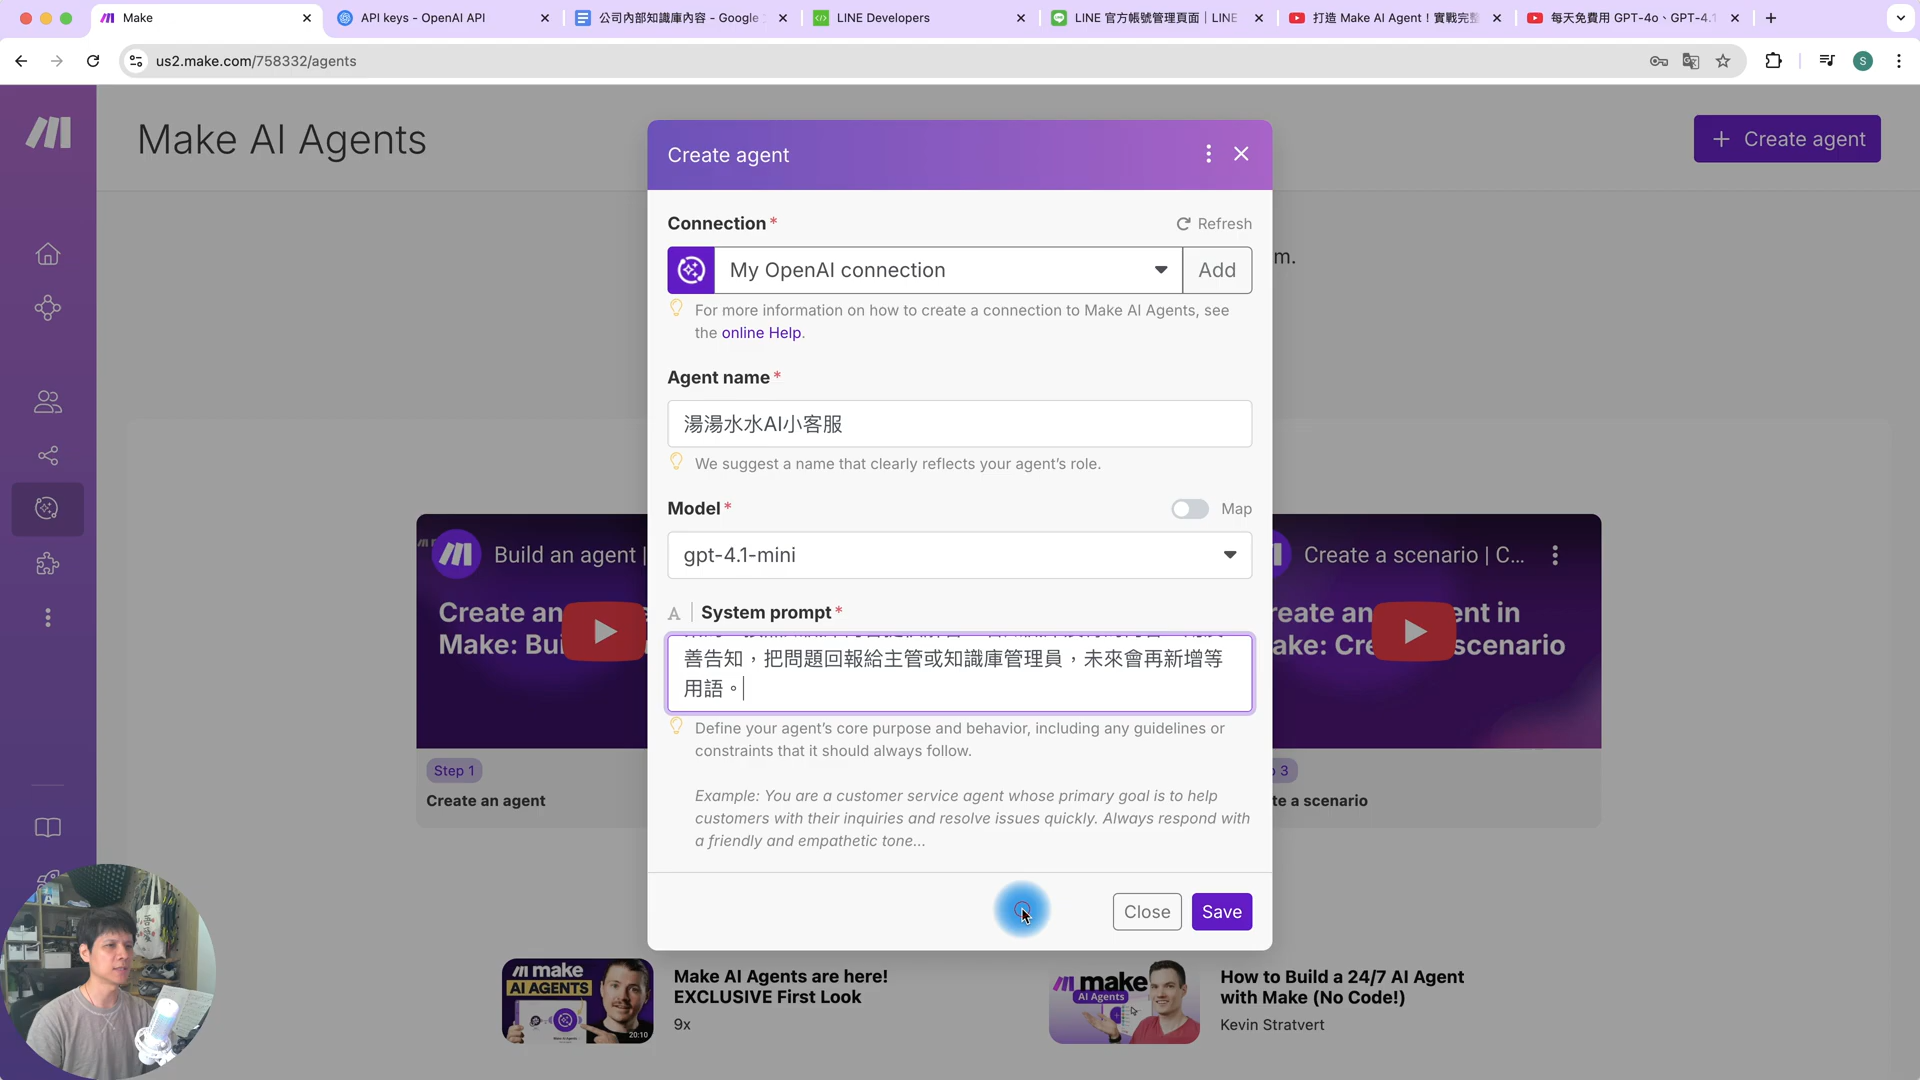 Make
API keys - OpenAI API
公司內部知識庫內容 - Google
LINE Developers
LINE 官方帳號管理頁面｜LINE
打造 Make AI Agent！實戰完
每天免費用 GPT-4o、GPT-4.1
us2.make.com/758332/agents
S
Make AI Agents
Create agent
m.
Create agent
Connection*
Refresh
My OpenAI connection
Add
For more information on how to create a connection to Make AI Agents, see
the online Help.
Agent name*
湯湯水水AI小客服
We suggest a name that clearly reflects your agent's role.
Model*
Map
gpt-4.1-mini
A
System prompt*
善告知，把問題回報給主管或知識庫管理員，未來會再新增等
用語。
Define your agent's core purpose and behavior, including any guidelines or
constraints that it should always follow.
Example: You are a customer service agent whose primary goal is to help
customers with their inquiries and resolve issues quickly. Always respond with
a friendly and empathetic tone...
Close
Save
Build an agent |
Create an
Make: Bui
Step 1
Create an agent
Create a scenario | C...
reate an
ent in
ke: Cre
scenario
p 3
te a scenario
make
AI AGENTS
20:10
Make AI Agents are here!
EXCLUSIVE First Look
9x
make
AI Agents
How to Build a 24/7 AI Agent
with Make (No Code!)
Kevin Stratvert